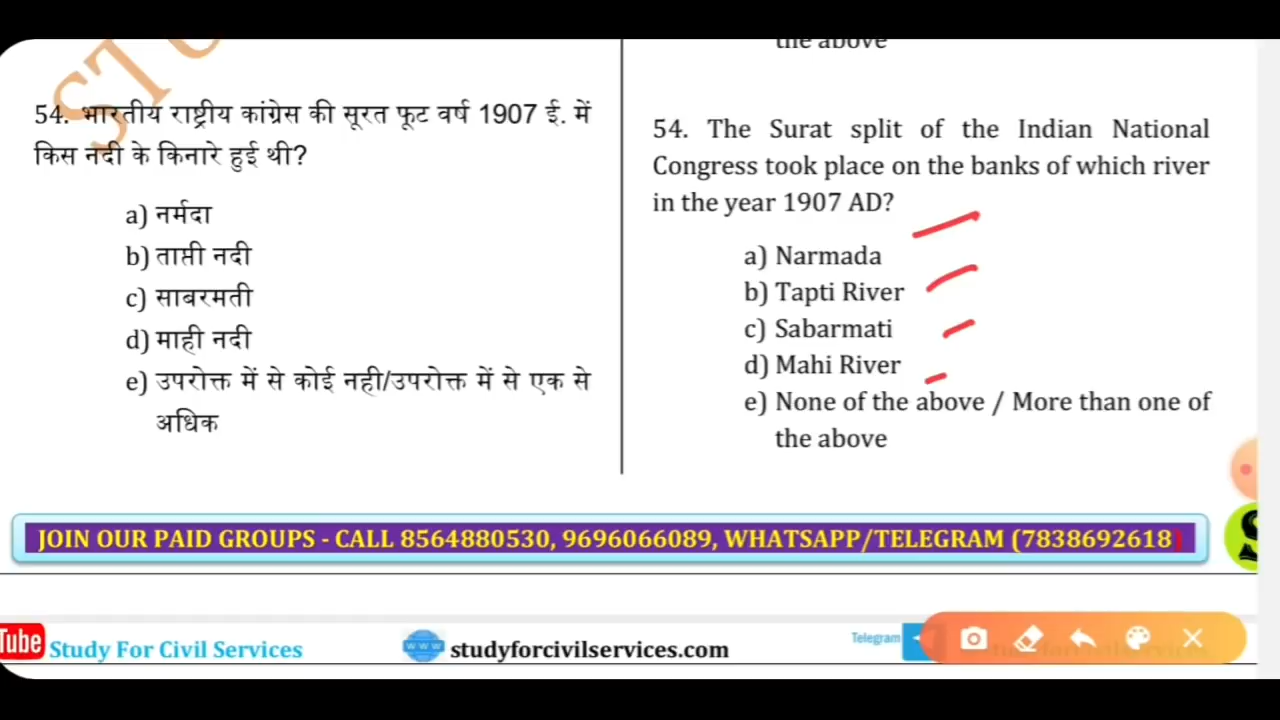 54. भारतीय राष्ट्रीय कांग्रेस की सूरत फूट वर्ष 1907 ई. में
किस नदी के किनारे हुई थी?
a) नर्मदा
b) ताप्ती नदी
c) साबरमती
d) माही नदी
e) उपरोक्त में से कोई नही/उपरोक्त में से एक से
अधिक
the above
54. The Surat split of the Indian National
Congress took place on the banks of which river
in the year 1907 AD?
a) Narmada
b) Tapti River
c) Sabarmati
d) Mahi River
e) None of the above / More than one of
the above
JOIN OUR PAID GROUPS - CALL 8564880530, 9696066089, WHATSAPP/TELEGRAM (7838692618)
Tube Study For Civil Services
www studyforcivilservices.com
Telegram